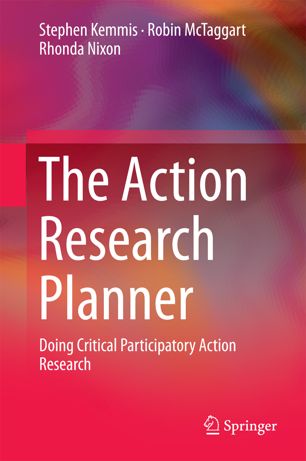 Stephen Kemmis · Robin McTaggart
Rhonda Nixon
The Action
Research
Planner
Doing Critical Participatory Action
Research
Springer